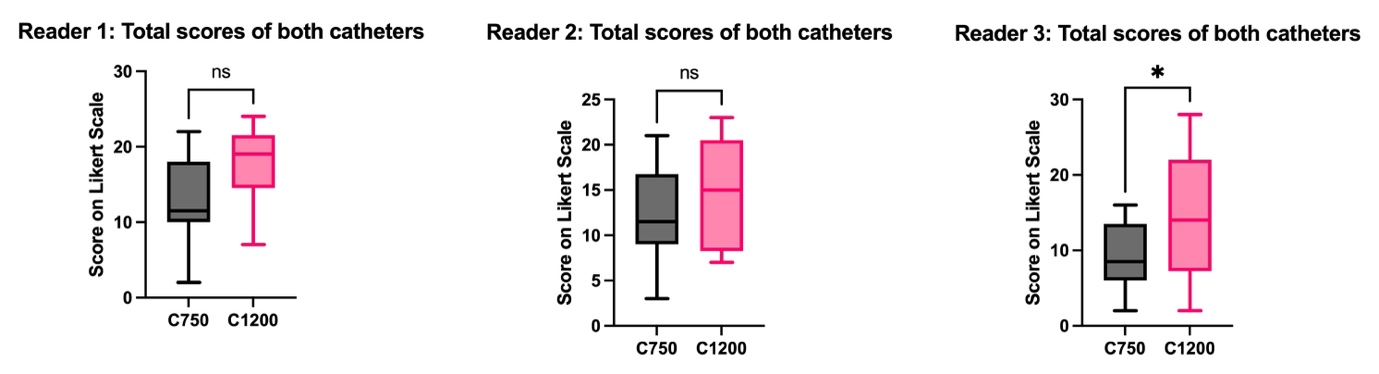 Reader 1: Total scores of both catheters
ns
Score on Likert Scale
30
20
10
0
C750 C1200
Reader 2: Total scores of both catheters
ns
Score on Likert Scale
25
20
15
10
5
0
C750 C1200
Reader 3: Total scores of both catheters
*
Score on Likert Scale
30
20
10
0
C750 C1200